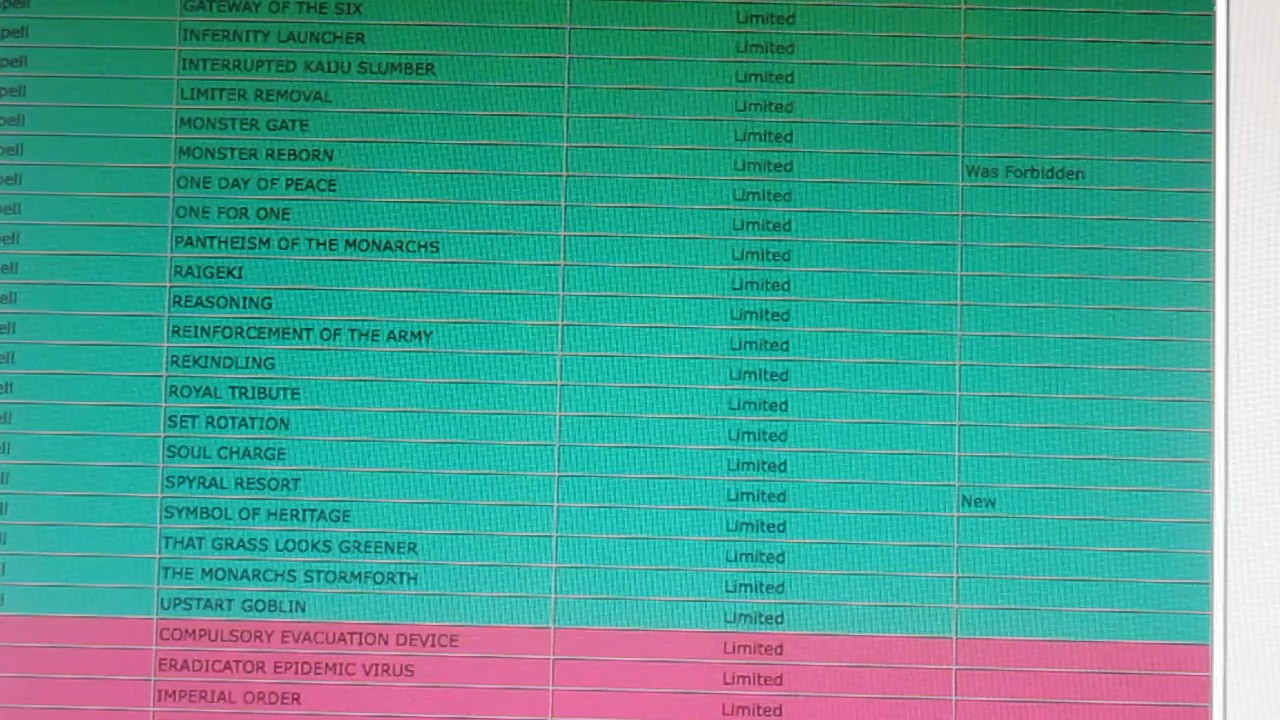 GATEWAY OF THE SIX Limited
INFERNITY LAUNCHER Limited
INTERRUPTED KAIJU SLUMBER Limited
LIMITER REMOVAL Limited
MONSTER GATE Limited
MONSTER REBORN Limited Was Forbidden
ONE DAY OF PEACE Limited
ONE FOR ONE Limited
PANTHEISM OF THE MONARCHS Limited
RAIGEKI Limited
REASONING Limited
REINFORCEMENT OF THE ARMY Limited
REKINDLING Limited
ROYAL TRIBUTE Limited
SET ROTATION Limited
SOUL CHARGE Limited
SPYRAL RESORT Limited New
SYMBOL OF HERITAGE Limited
THAT GRASS LOOKS GREENER Limited
THE MONARCHS STORMFORTH Limited
UPSTART GOBLIN Limited
COMPULSORY EVACUATION DEVICE Limited
ERADICATOR EPIDEMIC VIRUS Limited
IMPERIAL ORDER Limited